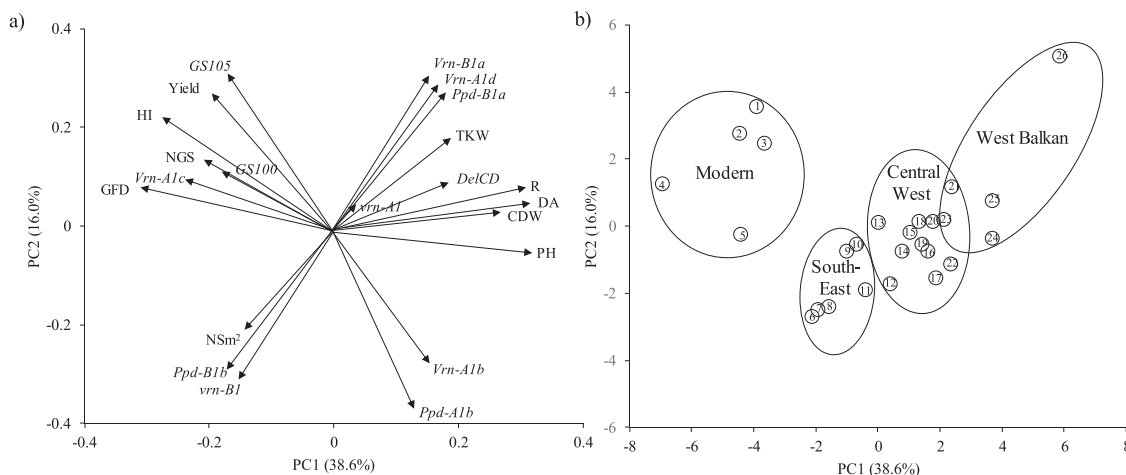 a)
0.4
0.2
0
-0.2
-0.4
-0.4
-0.2
0
0.2
0.4
PC2 (16.0%)
PC1 (38.6%)
GS105
Yield
HI
NGS
GS100
Vrn-A1c
GFD
Vrn-B1a
Vrn-A1d
Ppd-B1a
TKW
DelCD
vrn-A1
R
DA
CDW
PH
NSm²
Ppd-B1b
vrn-B1
Vrn-A1b
Ppd-A1b
b)
6
4
2
0
-2
-4
-6
-8
-6
-4
-2
0
2
4
6
8
PC2 (16.0%)
PC1 (38.6%)
Modern
1
2
3
4
5
South-
East
6
7
8
9
10
11
Central
West
12
13
14
15
16
17
18
19
20
2
22
23
West Balkan
24
25
26